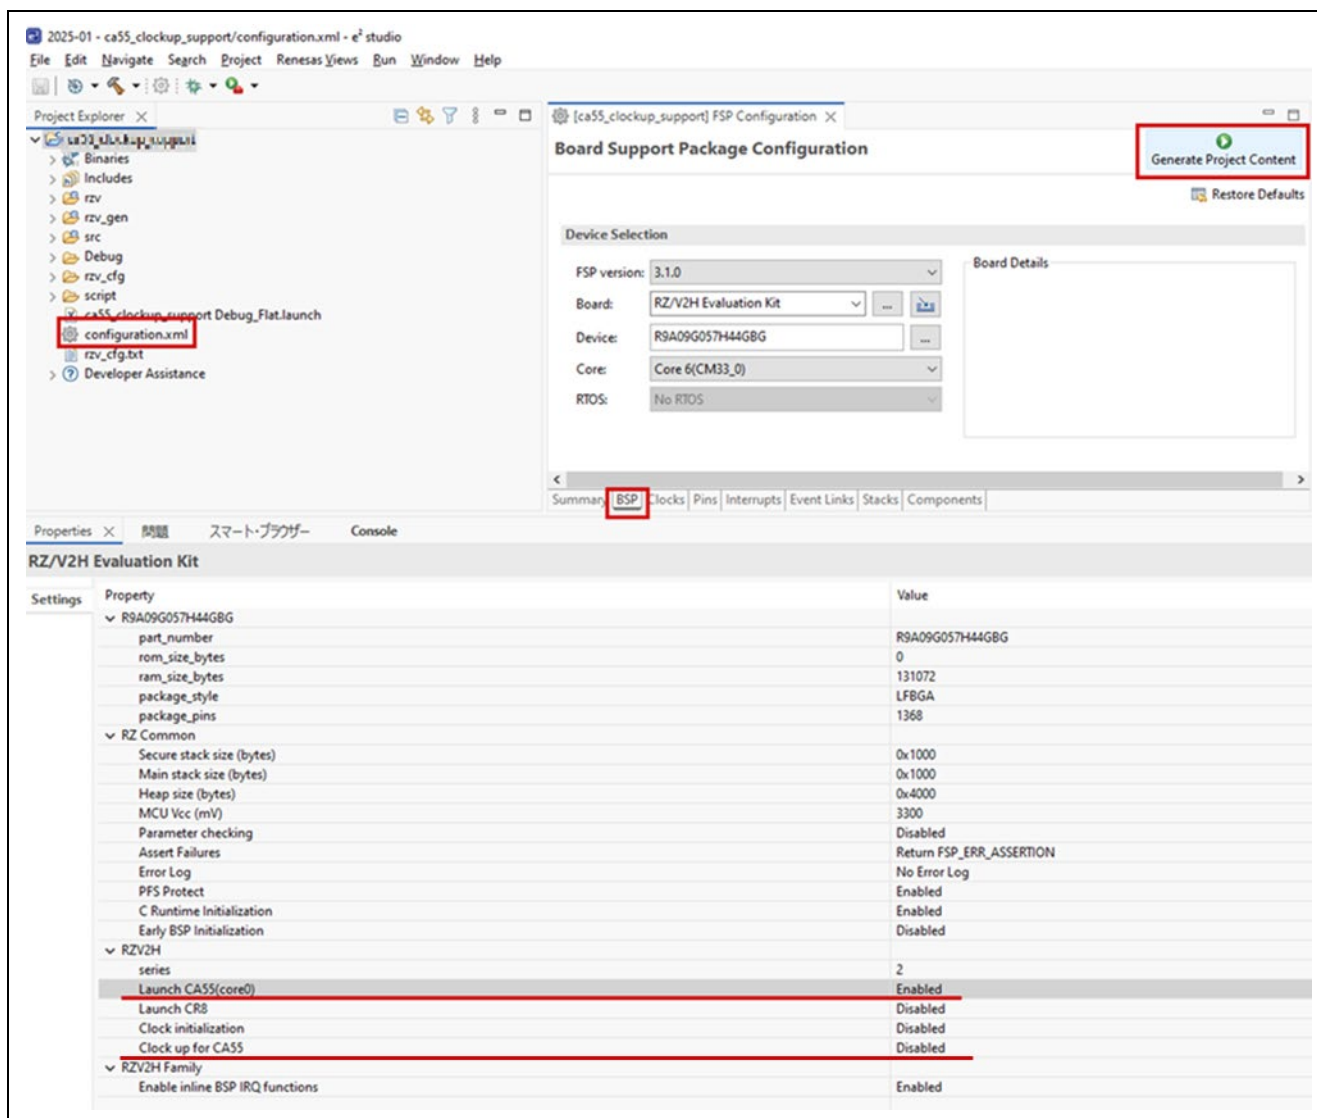 2025-01 - ca55_clockup_support/configuration.xml - e² studio
File Edit Navigate Search Project Renesas Views Run Window Help
Project Explorer
ca55_clockup_support
Binaries
Includes
rzv
rzv_gen
src
Debug
rzv_cfg
script
ca55_clockup_support Debug_Flat.launch
configuration.xml
rzv_cfg.txt
Developer Assistance
[ca55_clockup_support] FSP Configuration
Board Support Package Configuration
Generate Project Content
Restore Defaults
Device Selection
FSP version: 3.1.0
Board: RZ/V2H Evaluation Kit ...
Device: R9A09G057H44GBG ...
Core: Core 6(CM33_0)
RTOS: No RTOS
Board Details
Summary BSP Clocks Pins Interrupts Event Links Stacks Components
Properties 問題 スマート・ブラウザー Console
RZ/V2H Evaluation Kit
Settings
Property Value
R9A09G057H44GBG
part_number R9A09G057H44GBG
rom_size_bytes 0
ram_size_bytes 131072
package_style LFBGA
package_pins 1368
RZ Common
Secure stack size (bytes) 0x1000
Main stack size (bytes) 0x1000
Heap size (bytes) 0x4000
MCU Vcc (mV) 3300
Parameter checking Disabled
Assert Failures Return FSP_ERR_ASSERTION
Error Log No Error Log
PFS Protect Enabled
C Runtime Initialization Enabled
Early BSP Initialization Disabled
RZV2H
series 2
Launch CA55(core0) Enabled
Launch CR8 Disabled
Clock initialization Disabled
Clock up for CA55 Disabled
RZV2H Family
Enable inline BSP IRQ functions Enabled